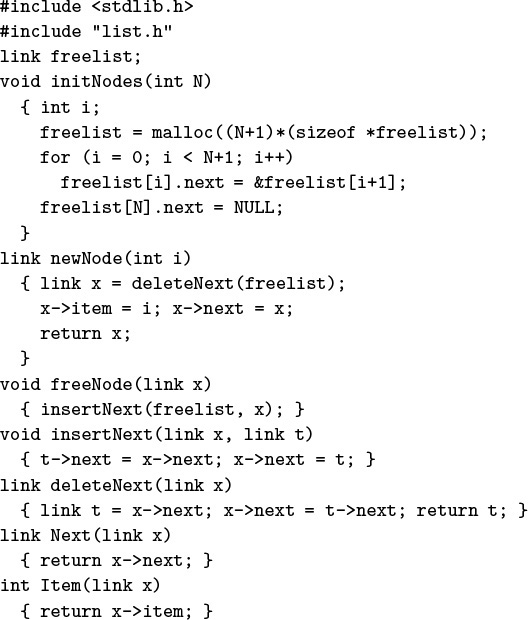 #include <stdlib.h>
#include "list.h"
link freelist;
void initNodes(int N)
  { int i;
    freelist = malloc((N+1)*(sizeof *freelist));
    for (i = 0; i < N+1; i++)
      freelist[i].next = &freelist[i+1];
    freelist[N].next = NULL;
  }
link newNode(int i)
  { link x = deleteNext(freelist);
    x->item = i; x->next = x;
    return x;
  }
void freeNode(link x)
  { insertNext(freelist, x); }
void insertNext(link x, link t)
  { t->next = x->next; x->next = t; }
link deleteNext(link x)
  { link t = x->next; x->next = t->next; return t; }
link Next(link x)
  { return x->next; }
int Item(link x)
  { return x->item; }